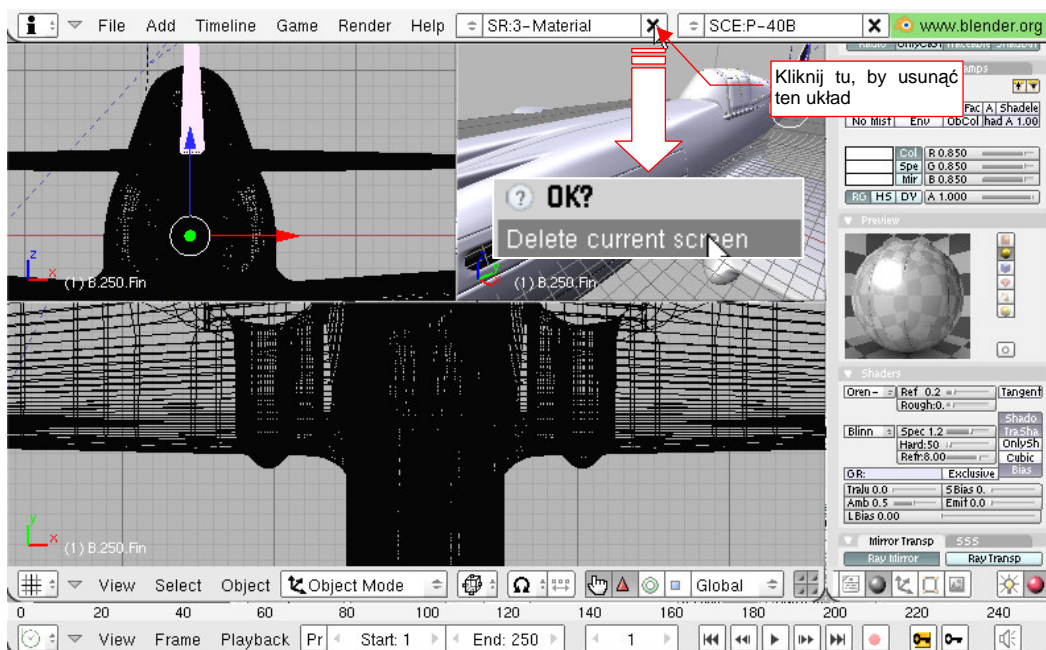 File Add Timeline Game Render Help SR:3-Material X SCE:P-40B X www.blender.org
Kliknij tu, by usunąć
ten układ
Fac A Shadele
No Mist Env ObCol had A 1.00
Col R 0.850
Spe G 0.850
Mir B 0.850
RG HS DV A 1.000
OK?
Delete current screen
z x (1) B.250.Fin
y (1) B.250.Fin
Preview
Shaders
Oren- Ref 0.2 Tangent
Rough:0.
Shado
Blinn Spec 1.2 TraSha
Hard:50 OnlySh
Refr:8.00 Cubic
GR: Exclusive Bias
Tralu 0.0 SBias 0.
Amb 0.5 Emit 0.0
LBias 0.00
y x (1) B.250.Fin
Mirror Transp SSS
Ray Mirror Ray Transp
View Select Object Object Mode Global
0 20 40 60 80 100 120 140 160 180 200 220 240
View Frame Playback Pr Start: 1 End: 250 1